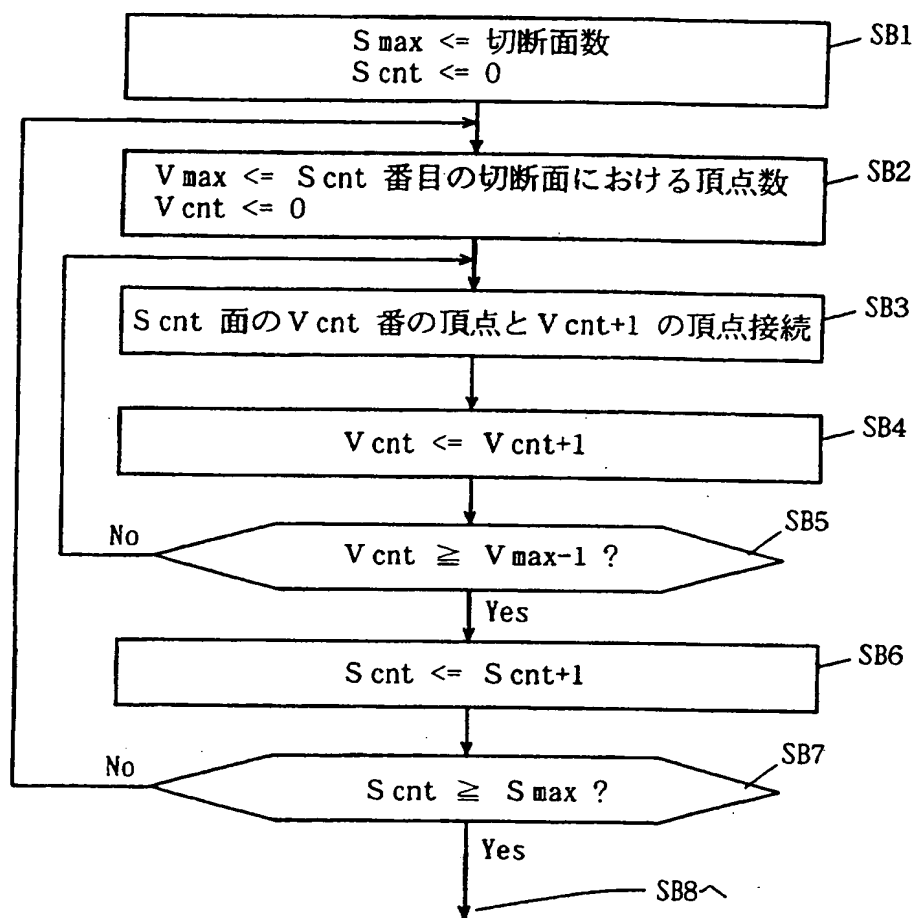 S max <= 切断面数
S cnt <= 0
SB1
V max <= S cnt 番目の切断面における頂点数
V cnt <= 0
SB2
S cnt 面のV cnt 番の頂点とV cnt+1 の頂点接続
SB3
V cnt <= V cnt+1
SB4
No
V cnt ≧ V max-1 ?
SB5
Yes
S cnt <= S cnt+1
SB6
No
S cnt ≧ S max ?
SB7
Yes
SB8へ